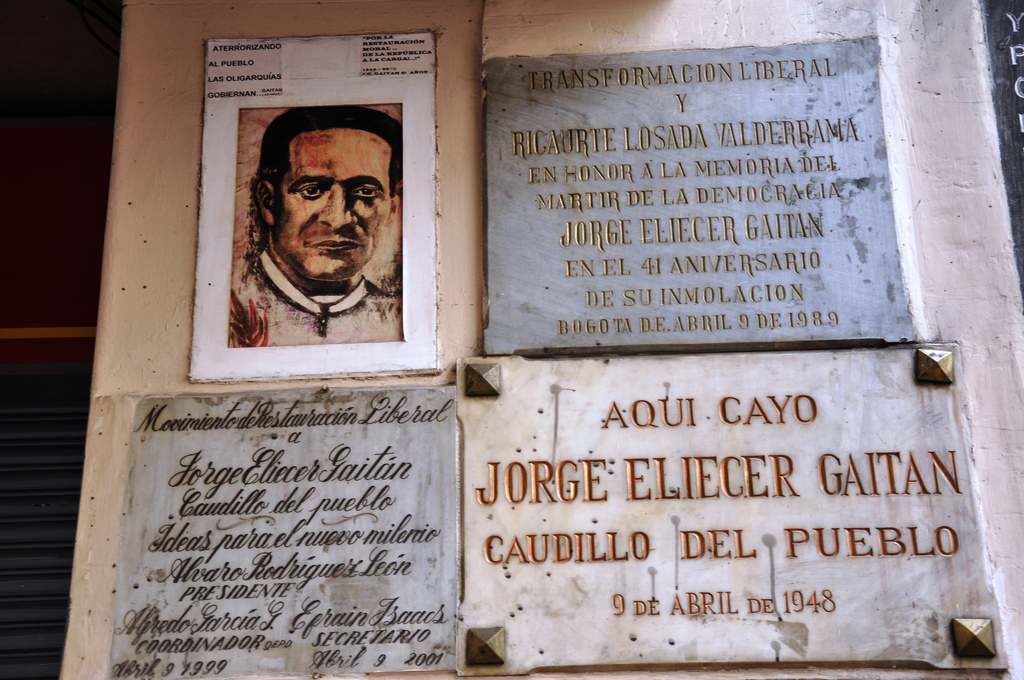 ATERRORIZANDO
AL PUEBLO
LAS OLIGARQUÍAS
GOBIERNAN... GAITAN
"POR LA
RESTAURACIÓN
MORAL...
DE LA REPÚBLICA
A LA CARGA!..."
TRANSFORMACION LIBERAL
Y
RICAURTE LOSADA VALDERRAMA
EN HONOR A LA MEMORIA DEL
MARTIR DE LA DEMOCRACIA
JORGE ELIECER GAITAN
EN EL 41 ANIVERSARIO
DE SU INMOLACION
BOGOTA D.E. ABRIL 9 DE 1989
Movimiento de Restauración Liberal
a
Jorge Eliecer Gaitán
Caudillo del pueblo
Ideas para el nuevo milenio
Alvaro Rodríguez León
PRESIDENTE
Alfredo García G. Efrain Isaacs
COORDINADOR DEPD SECRETARIO
Abril 9 1999 Abril 9 2001
AQUI CAYO
JORGE ELIECER GAITAN
CAUDILLO DEL PUEBLO
9 DE ABRIL DE 1948